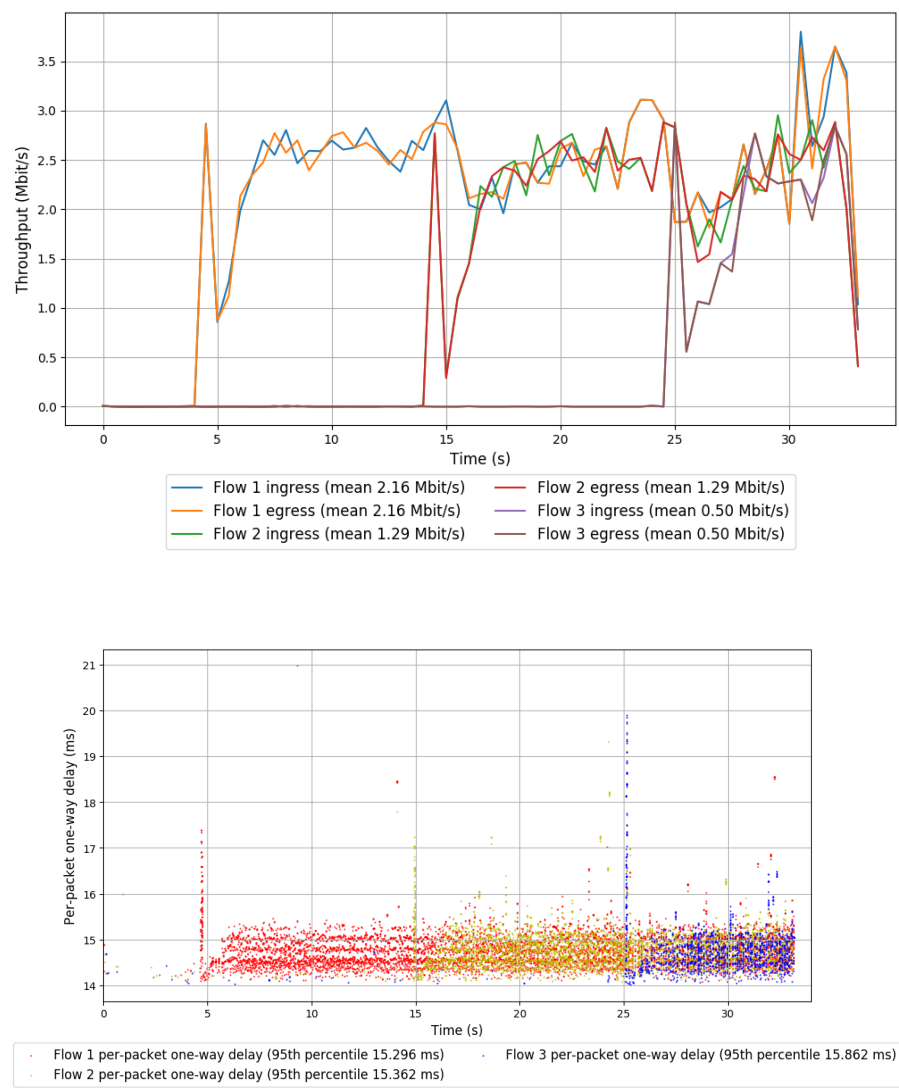 3.5
3.0
2.5
2.0
1.5
1.0
0.5
0.0
Throughput (Mbit/s)
0 5 10 15 20 25 30
Time (s)
Flow 1 ingress (mean 2.16 Mbit/s)
Flow 1 egress (mean 2.16 Mbit/s)
Flow 2 ingress (mean 1.29 Mbit/s)
Flow 2 egress (mean 1.29 Mbit/s)
Flow 3 ingress (mean 0.50 Mbit/s)
Flow 3 egress (mean 0.50 Mbit/s)
21
20
19
18
17
16
15
14
Per-packet one-way delay (ms)
0 5 10 15 20 25 30
Time (s)
Flow 1 per-packet one-way delay (95th percentile 15.296 ms)
Flow 2 per-packet one-way delay (95th percentile 15.362 ms)
Flow 3 per-packet one-way delay (95th percentile 15.862 ms)